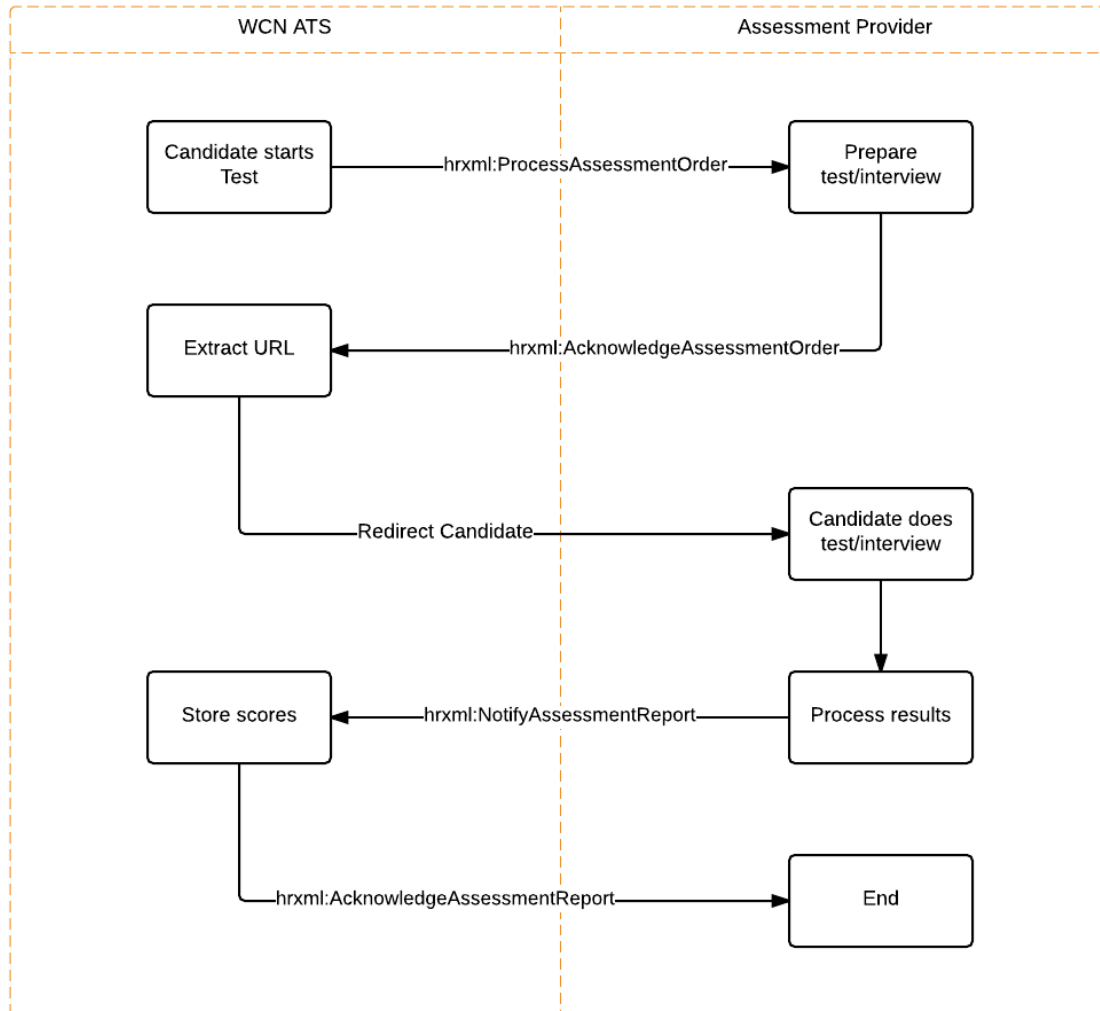 WCN ATS
Assessment Provider
Candidate starts
Test
hrxml:ProcessAssessmentOrder
Prepare
test/interview
Extract URL
hrxml:AcknowledgeAssessmentOrder
Redirect Candidate
Candidate does
test/interview
Store scores
hrxml:NotifyAssessmentReport
Process results
hrxml:AcknowledgeAssessmentReport
End